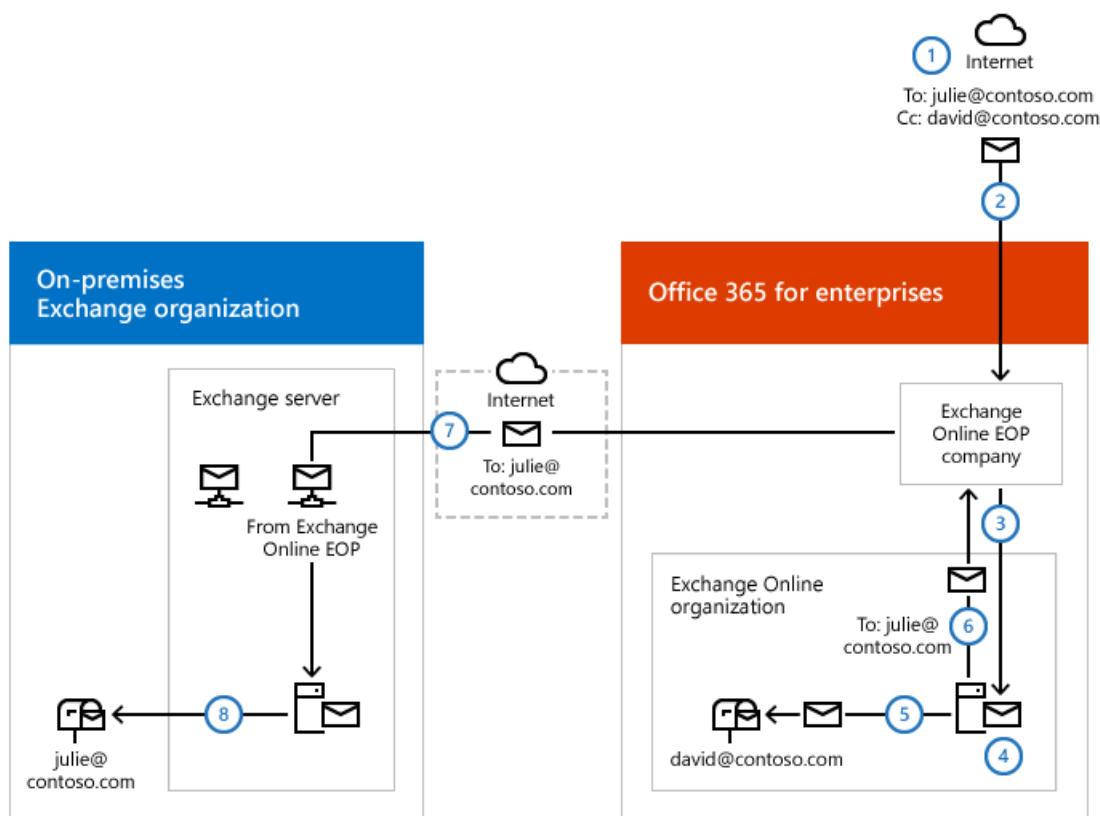 1
Internet
To: julie@contoso.com
Cc: david@contoso.com
2
On-premises
Exchange organization
Office 365 for enterprises
Exchange server
Internet
7
To: julie@
contoso.com
Exchange
Online EOP
company
From Exchange
Online EOP
3
Exchange Online
organization
To: julie@
contoso.com
6
8
5
julie@
contoso.com
david@contoso.com
4